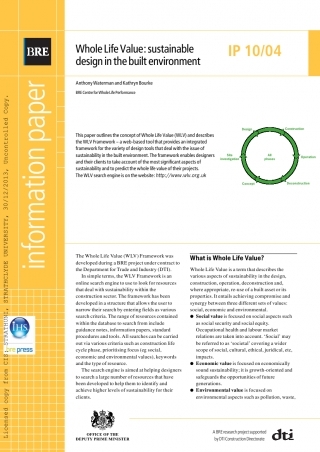 BRE
Whole Life Value: sustainable
design in the built environment
IP 10/04
Anthony Waterman and Kathryn Bourke
BRE Centre for Whole Life Performance
information paper
Licensed copy from CIS: STRATHUNI, STRATHCLYDE UNIVERSITY, 30/12/2013, Uncontrolled Copy.
This paper outlines the concept of Whole Life Value (WLV) and describes
the WLV Framework – a web-based tool that provides an integrated
framework for the variety of design tools that deal with the issue of
sustainability in the built environment. The framework enables designers
and their clients to take account of the most significant aspects of
sustainability and to predict the whole life value of their projects.
The WLV search engine is on the website: http://www.wlv.org.uk
Design
Construction
Operation
Deconstruction
Site
investigation
All
phases
The Whole Life Value (WLV) Framework was
developed during a BRE project under contract to
the Department for Trade and Industry (DTI).
In simple terms, the WLV Framework is an
online search engine to use to look for resources
that deal with sustainability within the
construction sector. The framework has been
developed in a structure that allows the user to
narrow their search by entering fields as various
search criteria. The range of resources contained
within the database to search from include
guidance notes, information papers, standard
procedures and tools. All searches can be carried
out via various criteria such as construction life
cycle phase, prioritising focus (eg social,
economic and environmental values), keywords
and the type of resource.
The search engine is aimed at helping designers
to search a large number of resources that have
been developed to help them to identify and
achieve higher levels of sustainability for their
clients.
What is Whole Life Value?
Whole Life Value is a term that describes the
various aspects of sustainability in the design,
construction, operation, deconstruction and,
where appropriate, re-use of a built asset or its
properties. It entails achieving compromise and
synergy between three different sets of values:
social, economic and environmental.
● Social value is focused on social aspects such
as social security and social equity.
Occupational health and labour market
relations are taken into account. ‘Social’ may
be referred to as ‘societal’ covering a wider
scope of social, cultural, ethical, juridical, etc,
impacts.
● Economic value is focused on economically
sound sustainability; it is growth-oriented and
safeguards the opportunities of future
generations.
● Environmental value is focused on
environmental aspects such as pollution, waste,
IHS
bre press
OFFICE OF THE
DEPUTY PRIME MINISTER
A BRE research project supported
by DTI Construction Directorate
dti